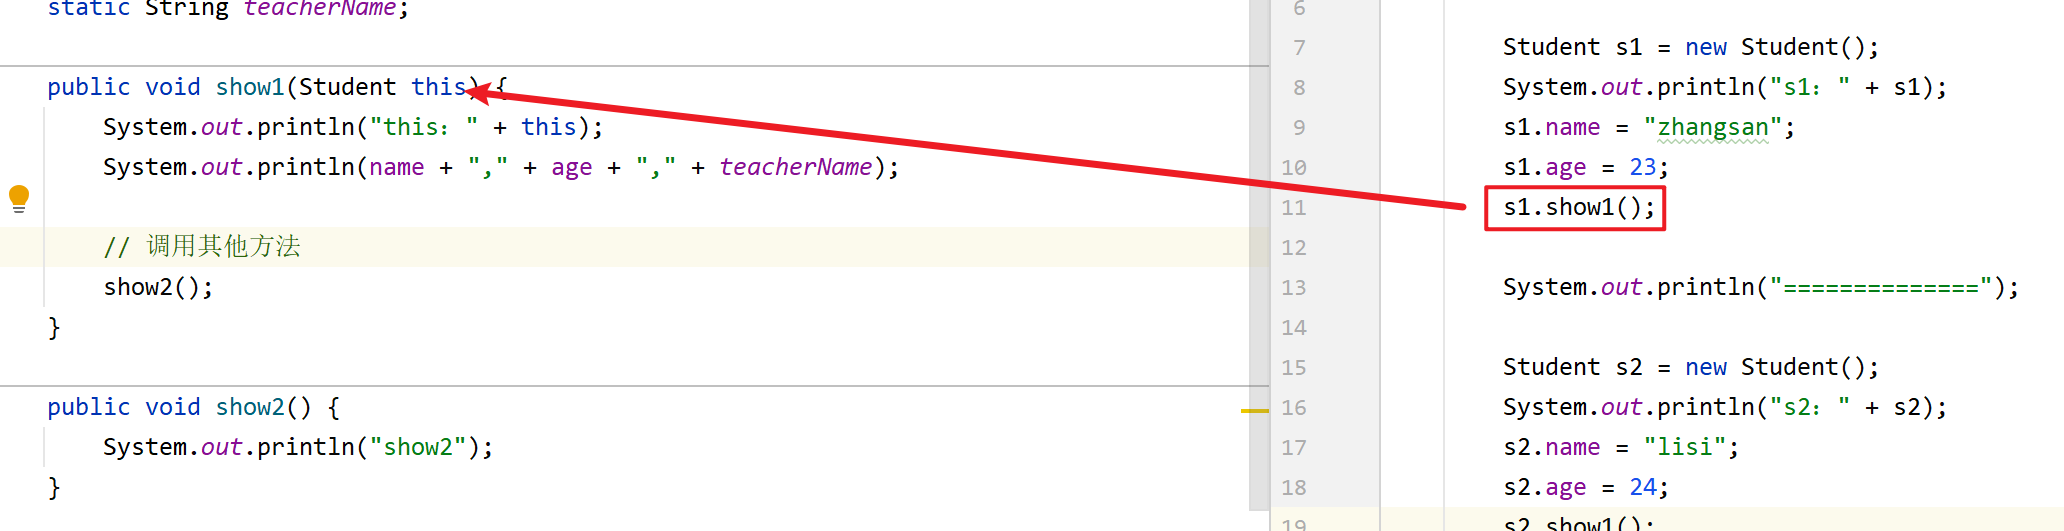 static String teacherName;
public void show1(Student this) {
System.out.println("this: " + this);
System.out.println(name + "," + age + "," + teacherName);
// 调用其他方法
show2();
}
public void show2() {
System.out.println("show2");
}
6
7 Student s1 = new Student();
8 System.out.println("s1: " + s1);
9 s1.name = "zhangsan";
10 s1.age = 23;
11 s1.show1();
12
13 System.out.println("==============");
14
15 Student s2 = new Student();
16 System.out.println("s2: " + s2);
17 s2.name = "lisi";
18 s2.age = 24;
19 s2.show1();